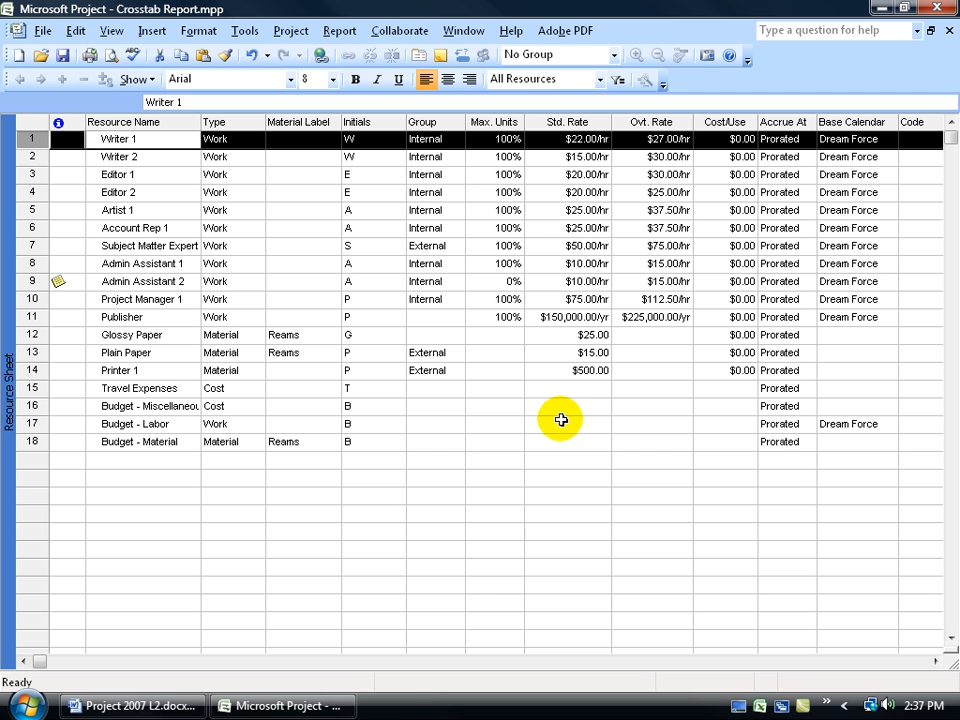 Microsoft Project - Crosstab Report.mpp
File Edit View Insert Format Tools Project Report Collaborate Window Help Adobe PDF Type a question for help
No Group
Show Arial 8 B I U All Resources
Writer 1
Resource Name Type Material Label Initials Group Max. Units Std. Rate Ovt. Rate Cost/Use Accrue At Base Calendar Code
1 Writer 1 Work W Internal 100% $22.00/hr $27.00/hr $0.00 Prorated Dream Force
2 Writer 2 Work W Internal 100% $15.00/hr $30.00/hr $0.00 Prorated Dream Force
3 Editor 1 Work E Internal 100% $20.00/hr $30.00/hr $0.00 Prorated Dream Force
4 Editor 2 Work E Internal 100% $20.00/hr $25.00/hr $0.00 Prorated Dream Force
5 Artist 1 Work A Internal 100% $25.00/hr $37.50/hr $0.00 Prorated Dream Force
6 Account Rep 1 Work A Internal 100% $25.00/hr $37.50/hr $0.00 Prorated Dream Force
7 Subject Matter Expert Work S External 100% $50.00/hr $75.00/hr $0.00 Prorated Dream Force
8 Admin Assistant 1 Work A Internal 100% $10.00/hr $15.00/hr $0.00 Prorated Dream Force
9 Admin Assistant 2 Work A Internal 0% $10.00/hr $15.00/hr $0.00 Prorated Dream Force
10 Project Manager 1 Work P Internal 100% $75.00/hr $112.50/hr $0.00 Prorated Dream Force
11 Publisher Work P 100% $150,000.00/yr $225,000.00/yr $0.00 Prorated Dream Force
12 Glossy Paper Material Reams G $25.00 $0.00 Prorated
13 Plain Paper Material Reams P External $15.00 $0.00 Prorated
14 Printer 1 Material P External $500.00 $0.00 Prorated
15 Travel Expenses Cost T Prorated
16 Budget - Miscellaneou Cost B Prorated
17 Budget - Labor Work B Prorated Dream Force
18 Budget - Material Material Reams B Prorated
Resource Sheet
Ready
Project 2007 L2.docx... Microsoft Project - ... 2:37 PM